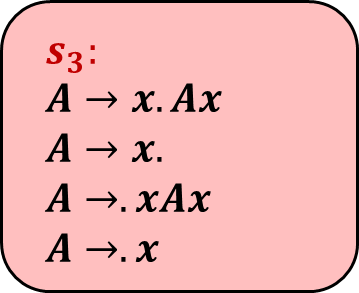 s₃:
A → x. Ax
A → x.
A →. xAx
A →. x